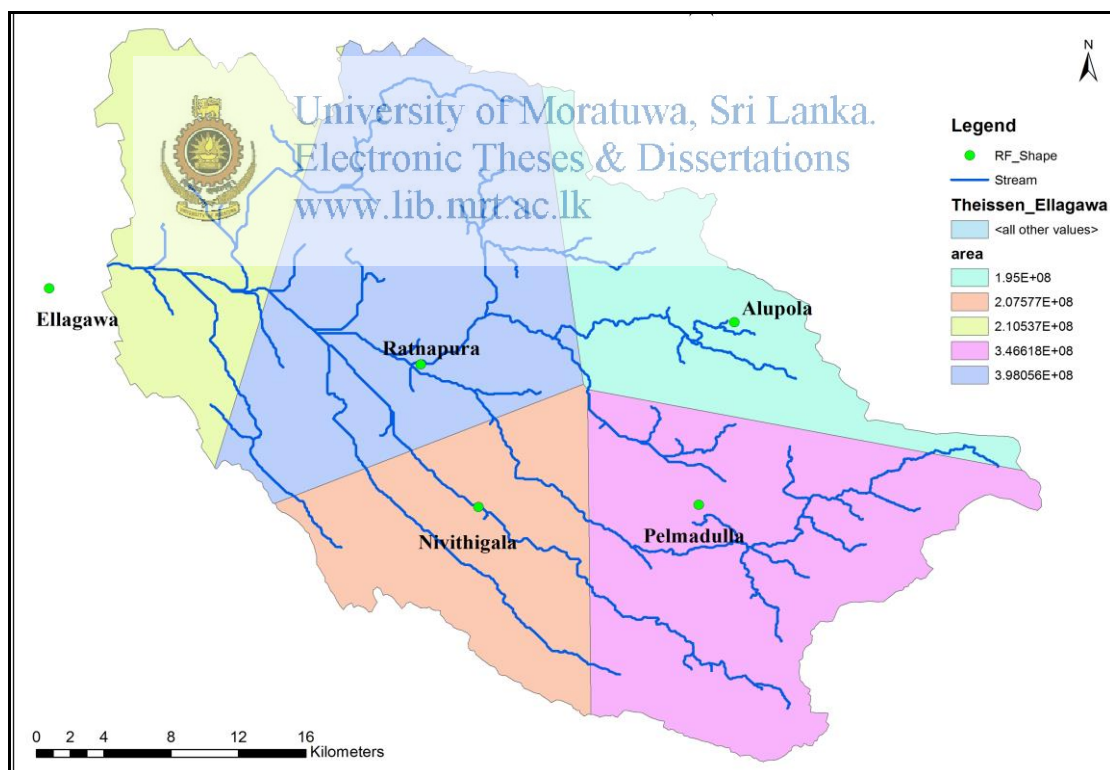 University of Moratuwa, Sri Lanka.
Electronic Theses & Dissertations
www.lib.mrt.ac.lk
N
Legend
RF_Shape
Stream
Theissen_Ellagawa
<all other values>
area
1.95E+08
2.07577E+08
2.10537E+08
3.46618E+08
3.98056E+08
Ellagawa
Alupola
Ratnapura
Nivithigala
Pelmadulla
0 2 4 8 12 16
Kilometers